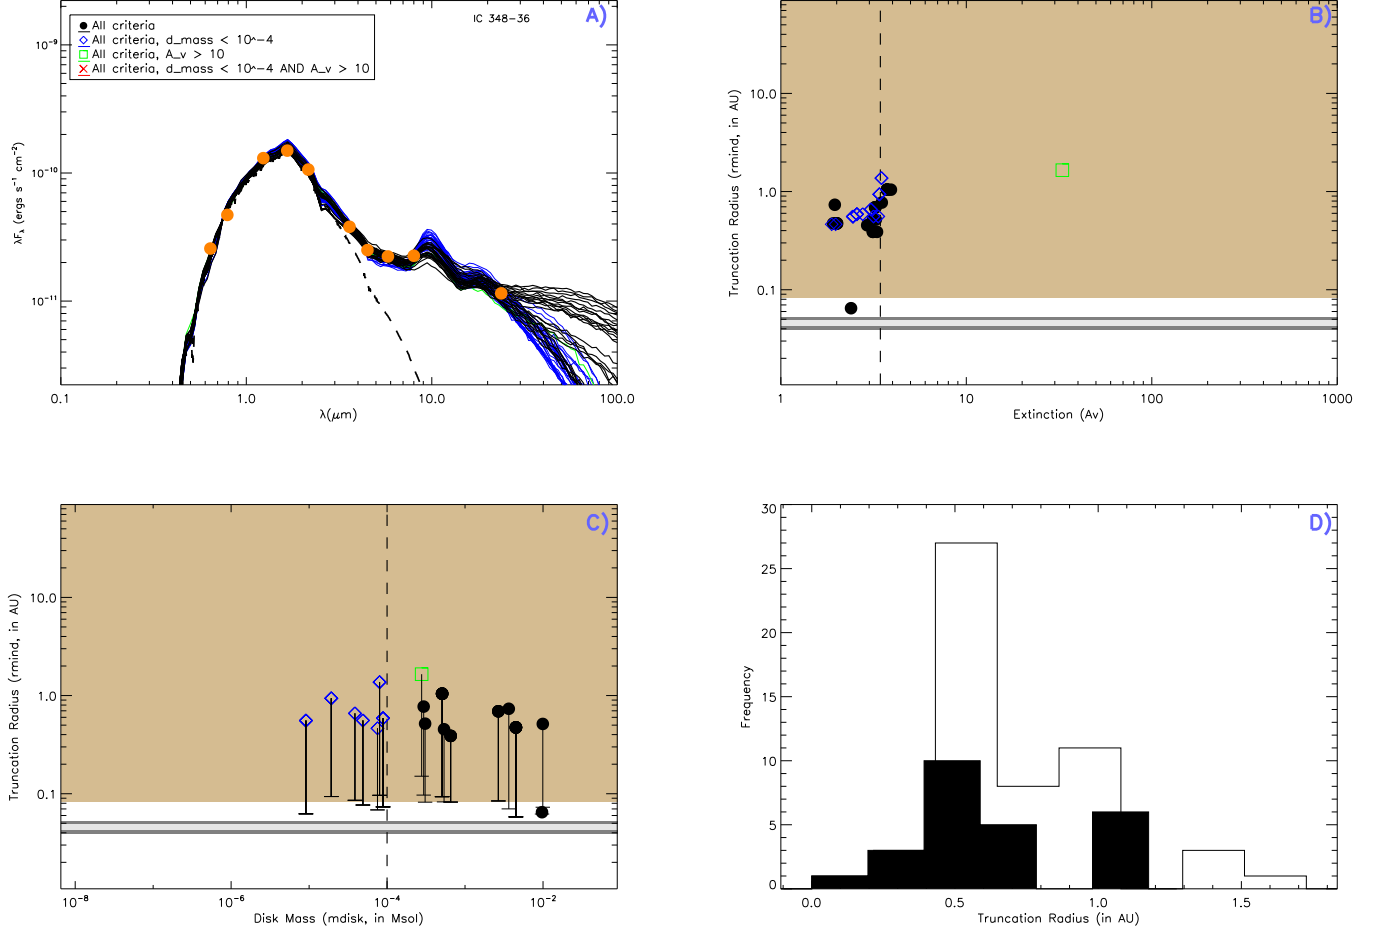 IC 348-36
A)
All criteria
All criteria, d_mass < 10^-4
All criteria, A_v > 10
All criteria, d_mass < 10^-4 AND A_v > 10
10⁻⁹
10⁻¹⁰
10⁻¹¹
λFλ (ergs s⁻¹ cm⁻²)
0.1 1.0 10.0 100.0
λ(μm)
B)
10.0
1.0
0.1
Truncation Radius (rmind, in AU)
1 10 100 1000
Extinction (Av)
C)
10.0
1.0
0.1
Truncation Radius (rmind, in AU)
10⁻⁸ 10⁻⁶ 10⁻⁴ 10⁻²
Disk Mass (mdisk, in Msol)
D)
30
25
20
15
10
5
0
Frequency
0.0 0.5 1.0 1.5
Truncation Radius (in AU)